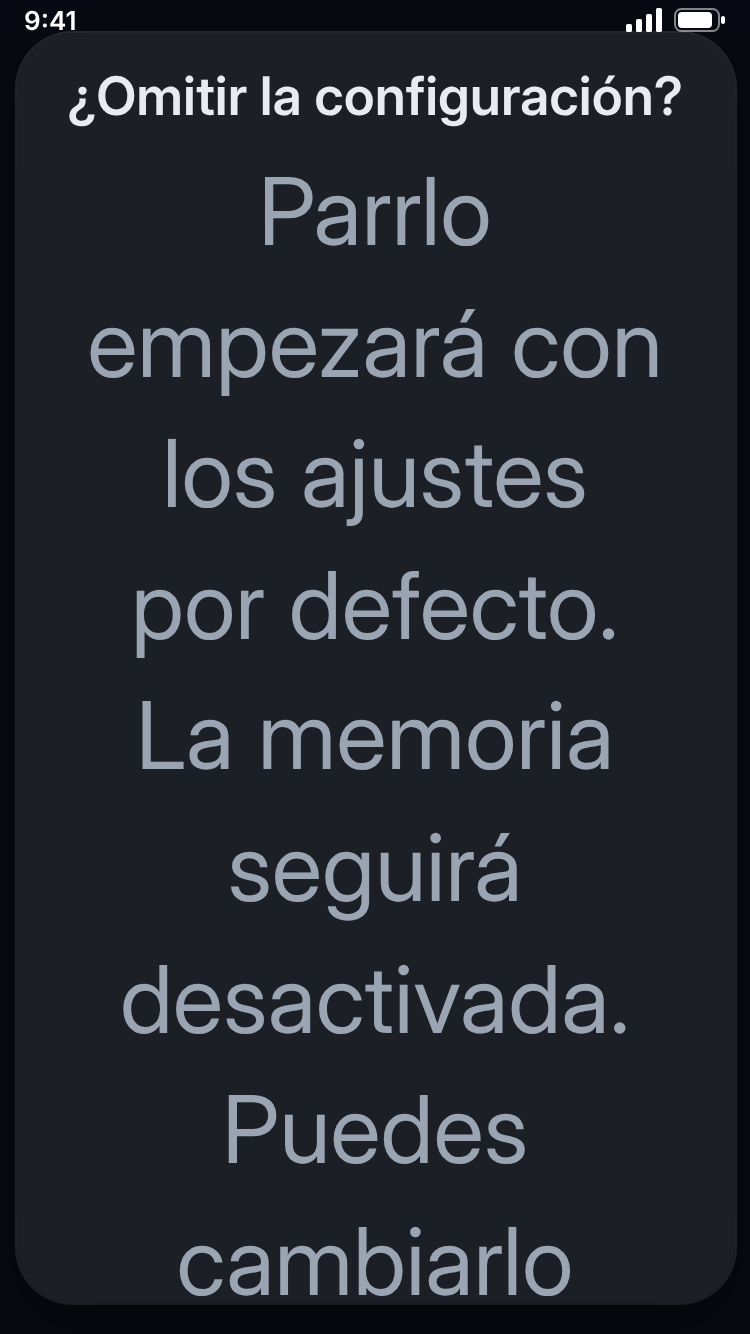 9:41
¿Omitir la configuración?
Parrlo
empezará con
los ajustes
por defecto.
La memoria
seguirá
desactivada.
Puedes
cambiarlo